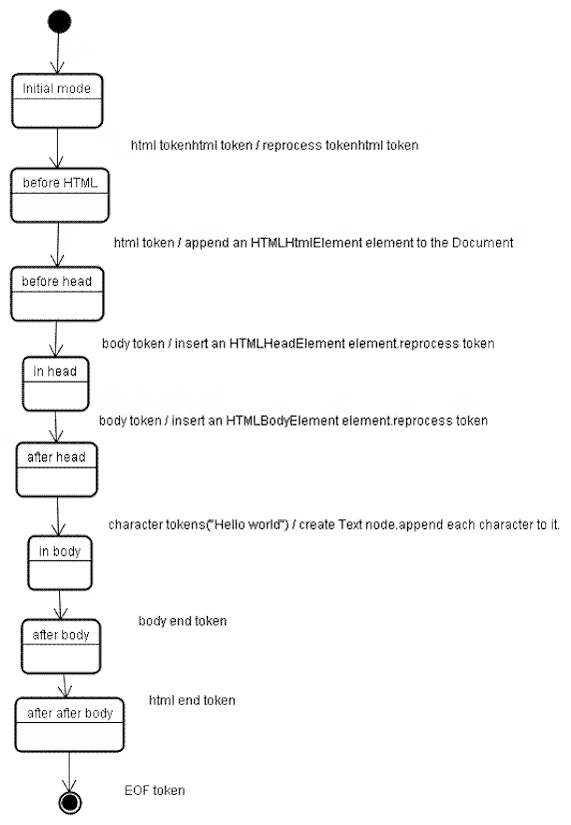 Initial mode
html tokenhtml token / reprocess tokenhtml token
before HTML
html token / append an HTMLHtmlElement element to the Document
before head
body token / insert an HTMLHeadElement element.reprocess token
in head
body token / insert an HTMLBodyElement element.reprocess token
after head
character tokens("Hello world") / create Text node.append each character to it.
in body
body end token
after body
html end token
after after body
EOF token